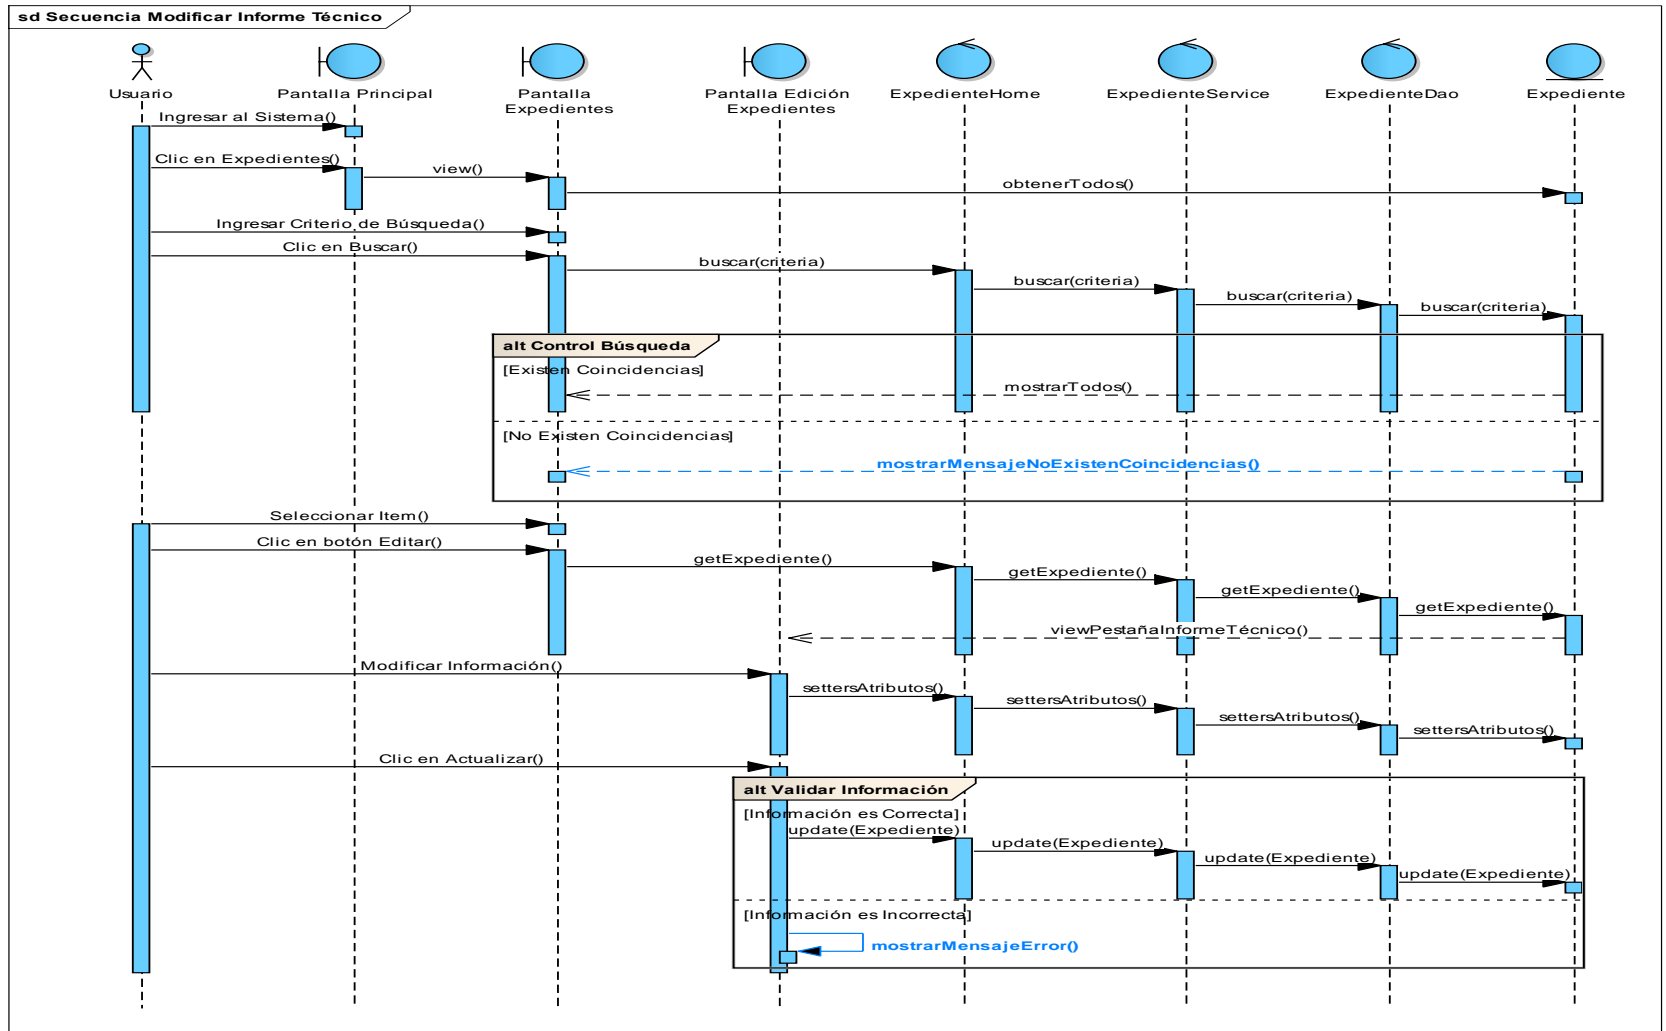 sd Secuencia Modificar Informe Técnico
Usuario
Pantalla Principal
Pantalla
Expedientes
Pantalla Edición
Expedientes
ExpedienteHome
ExpedienteService
ExpedienteDao
Expediente
Ingresar al Sistema()
Clic en Expedientes()
view()
obtenerTodos()
Ingresar Criterio de Búsqueda()
Clic en Buscar()
buscar(criteria)
buscar(criteria)
buscar(criteria)
buscar(criteria)
alt Control Búsqueda
[Existen Coincidencias]
mostrarTodos()
[No Existen Coincidencias]
mostrarMensajeNoExistenCoincidencias()
Seleccionar Item()
Clic en botón Editar()
getExpediente()
getExpediente()
getExpediente()
getExpediente()
viewPestañaInformeTécnico()
Modificar Información()
settersAtributos()
settersAtributos()
settersAtributos()
settersAtributos()
Clic en Actualizar()
alt Validar Información
[Información es Correcta]
update(Expediente)
update(Expediente)
update(Expediente)
update(Expediente)
[Información es Incorrecta]
mostrarMensajeError()